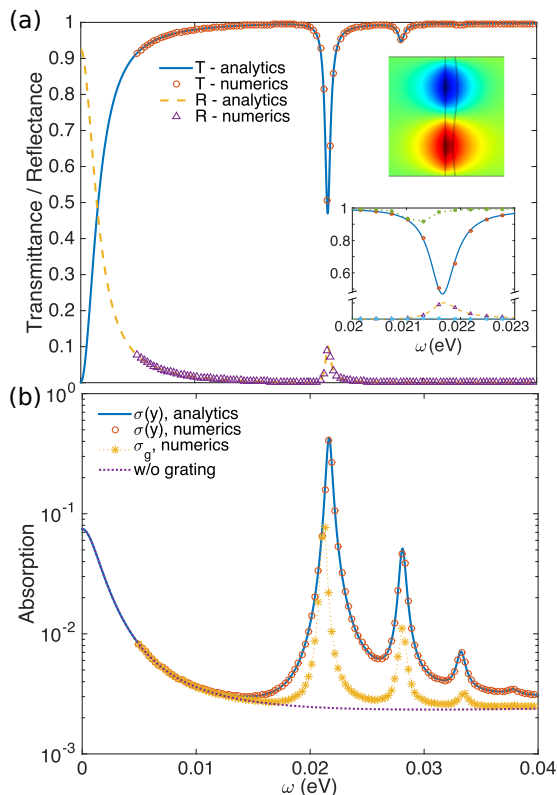 (a)
1
0.9
0.8
0.7
0.6
0.5
0.4
0.3
0.2
0.1
0
Transmittance / Reflectance
T - analytics
T - numerics
R - analytics
R - numerics
1
0.8
0.6
0.02
0.021
0.022
0.023
ω (eV)
(b)
10⁰
10⁻¹
10⁻²
10⁻³
Absorption
σ(y), analytics
σ(y), numerics
σg, numerics
w/o grating
0
0.01
0.02
0.03
0.04
ω (eV)